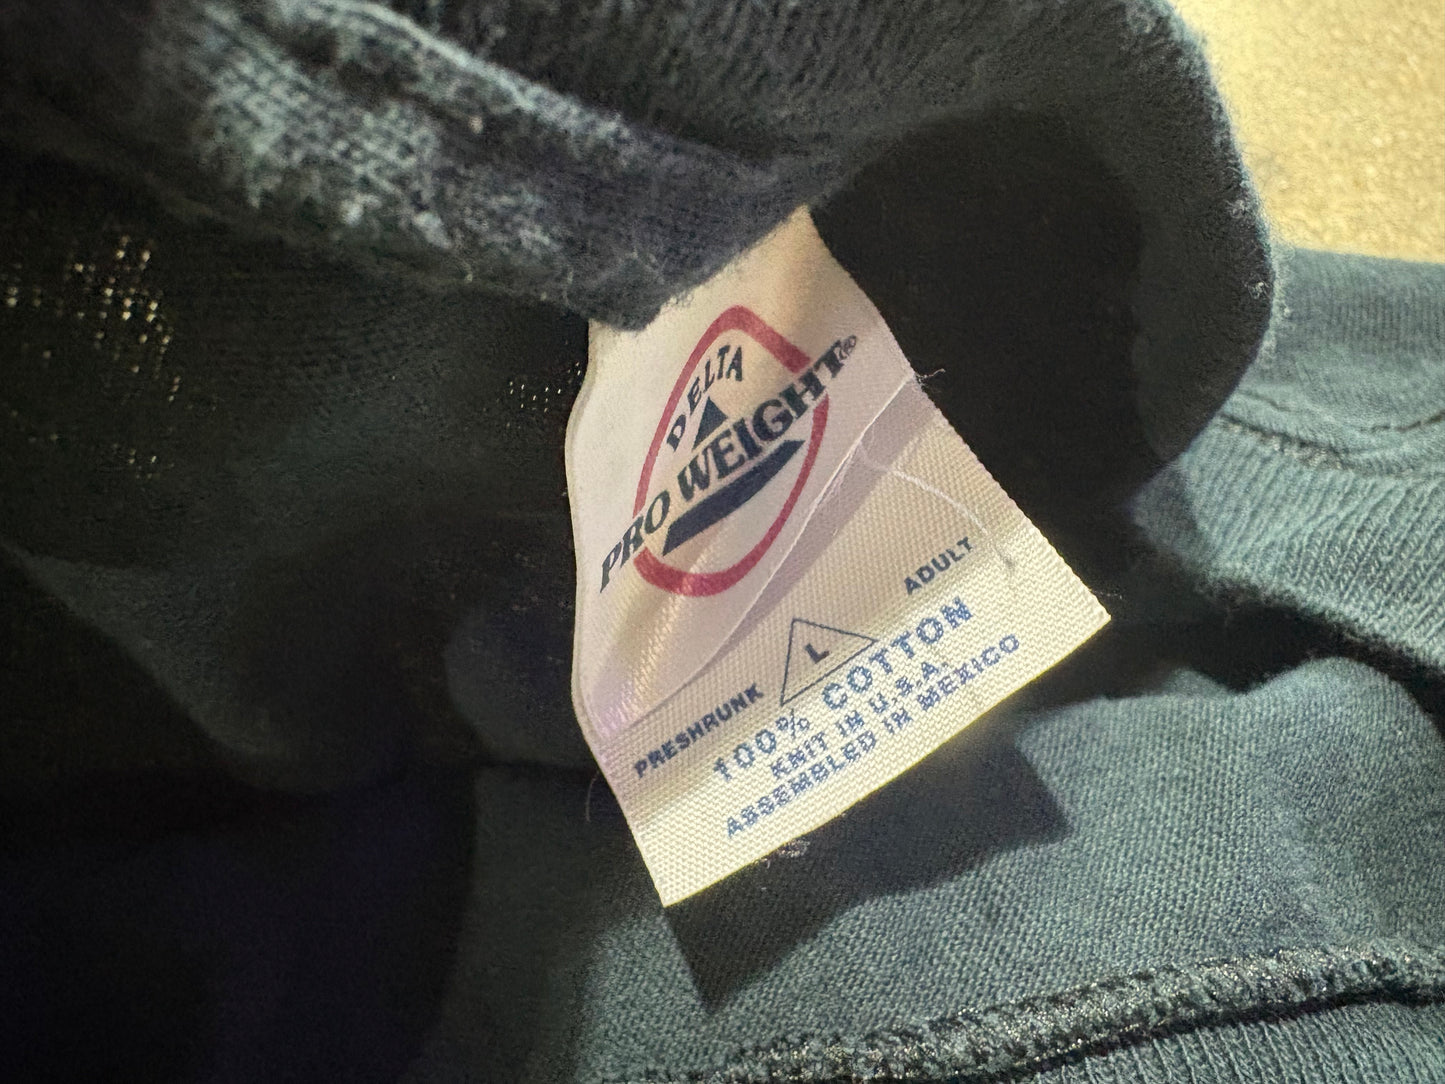 DELTA
PRO WEIGHT®
L
PRESHRUNK ADULT
100% COTTON
KNIT IN U.S.A.
ASSEMBLED IN MEXICO